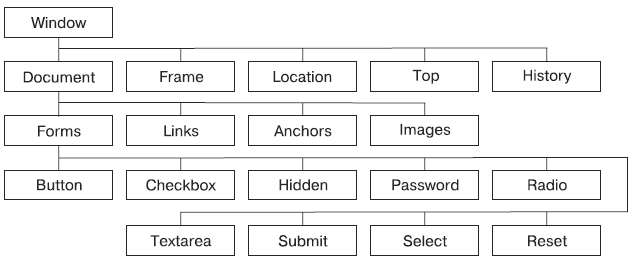 Window
Document Frame Location Top History
Forms Links Anchors Images
Button Checkbox Hidden Password Radio
Textarea Submit Select Reset